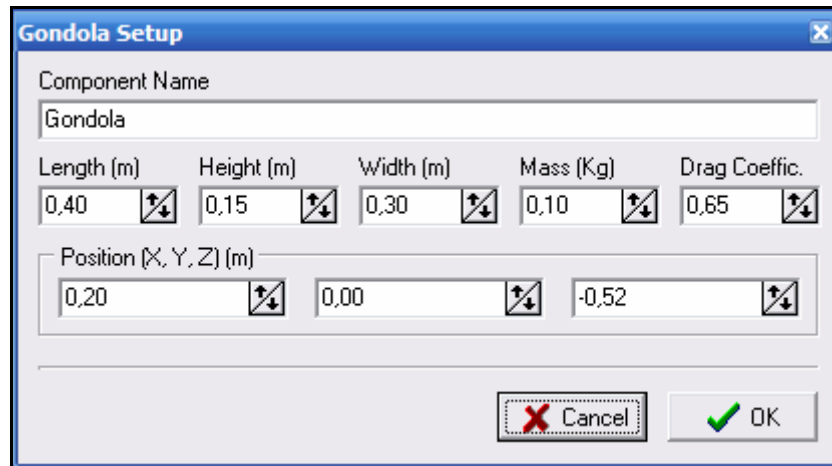 Gondola Setup
Component Name
Gondola
Length (m) Height (m) Width (m) Mass (Kg) Drag Coeffic.
0,40 0,15 0,30 0,10 0,65
Position (X, Y, Z) (m)
0,20 0,00 -0,52
Cancel OK